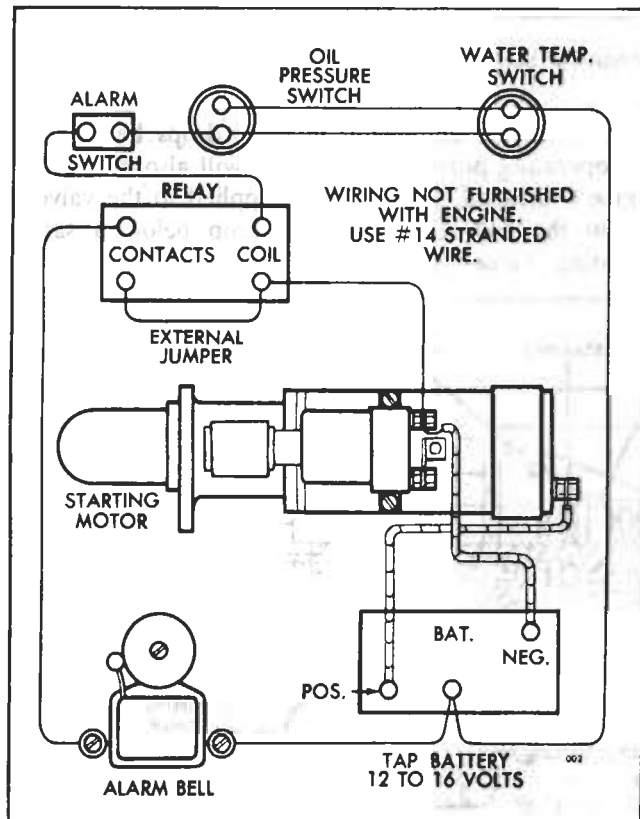 OIL
PRESSURE
SWITCH
WATER TEMP.
SWITCH
ALARM
SWITCH
RELAY
WIRING NOT FURNISHED
WITH ENGINE.
USE #14 STRANDED
WIRE.
CONTACTS COIL
EXTERNAL
JUMPER
STARTING
MOTOR
BAT.
NEG.
POS.
TAP BATTERY
12 TO 16 VOLTS
002
ALARM BELL